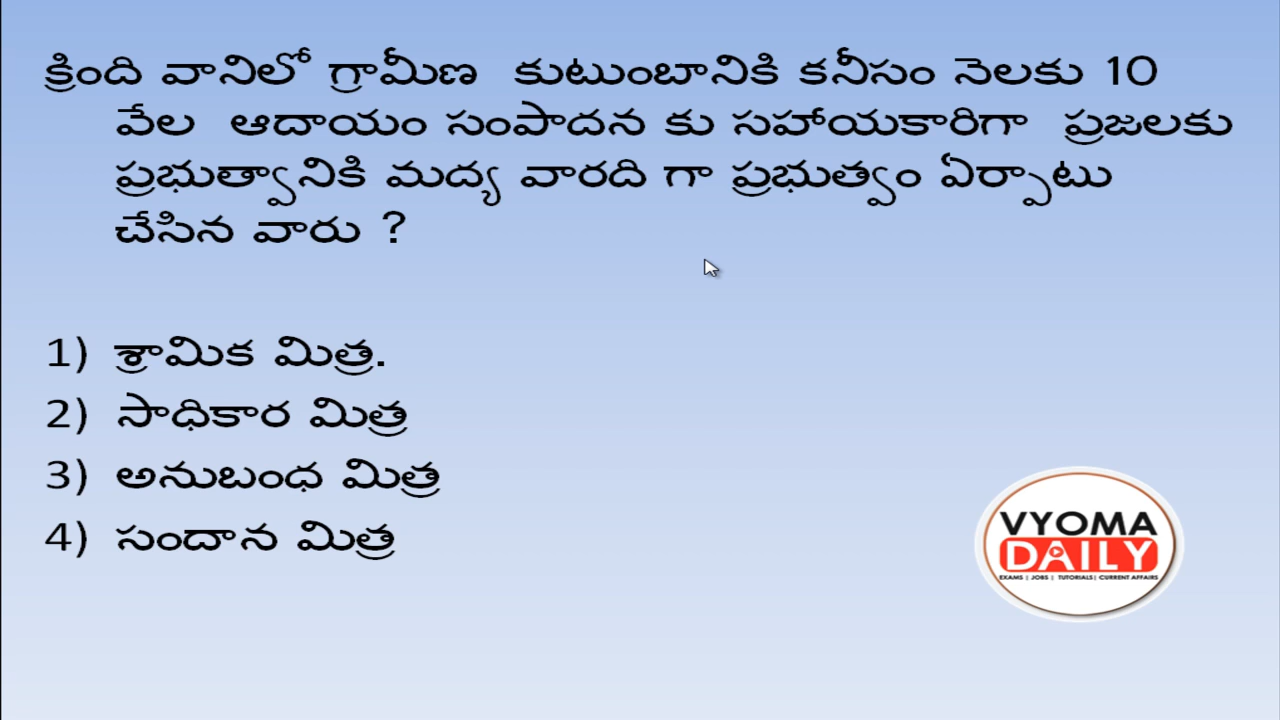 క్రింది వానిలో గ్రామీణ కుటుంబానికి కనీసం నెలకు 10
వేల ఆదాయం సంపాదన కు సహాయకారిగా ప్రజలకు
ప్రభుత్వానికి మద్య వారది గా ప్రభుత్వం ఏర్పాటు
చేసిన వారు ?
1) శ్రామిక మిత్ర.
2) సాధికార మిత్ర
3) అనుబంధ మిత్ర
4) సందాన మిత్ర
VYOMA
DAILY
EXAMS | JOBS | TUTORIALS | CURRENT AFFAIRS